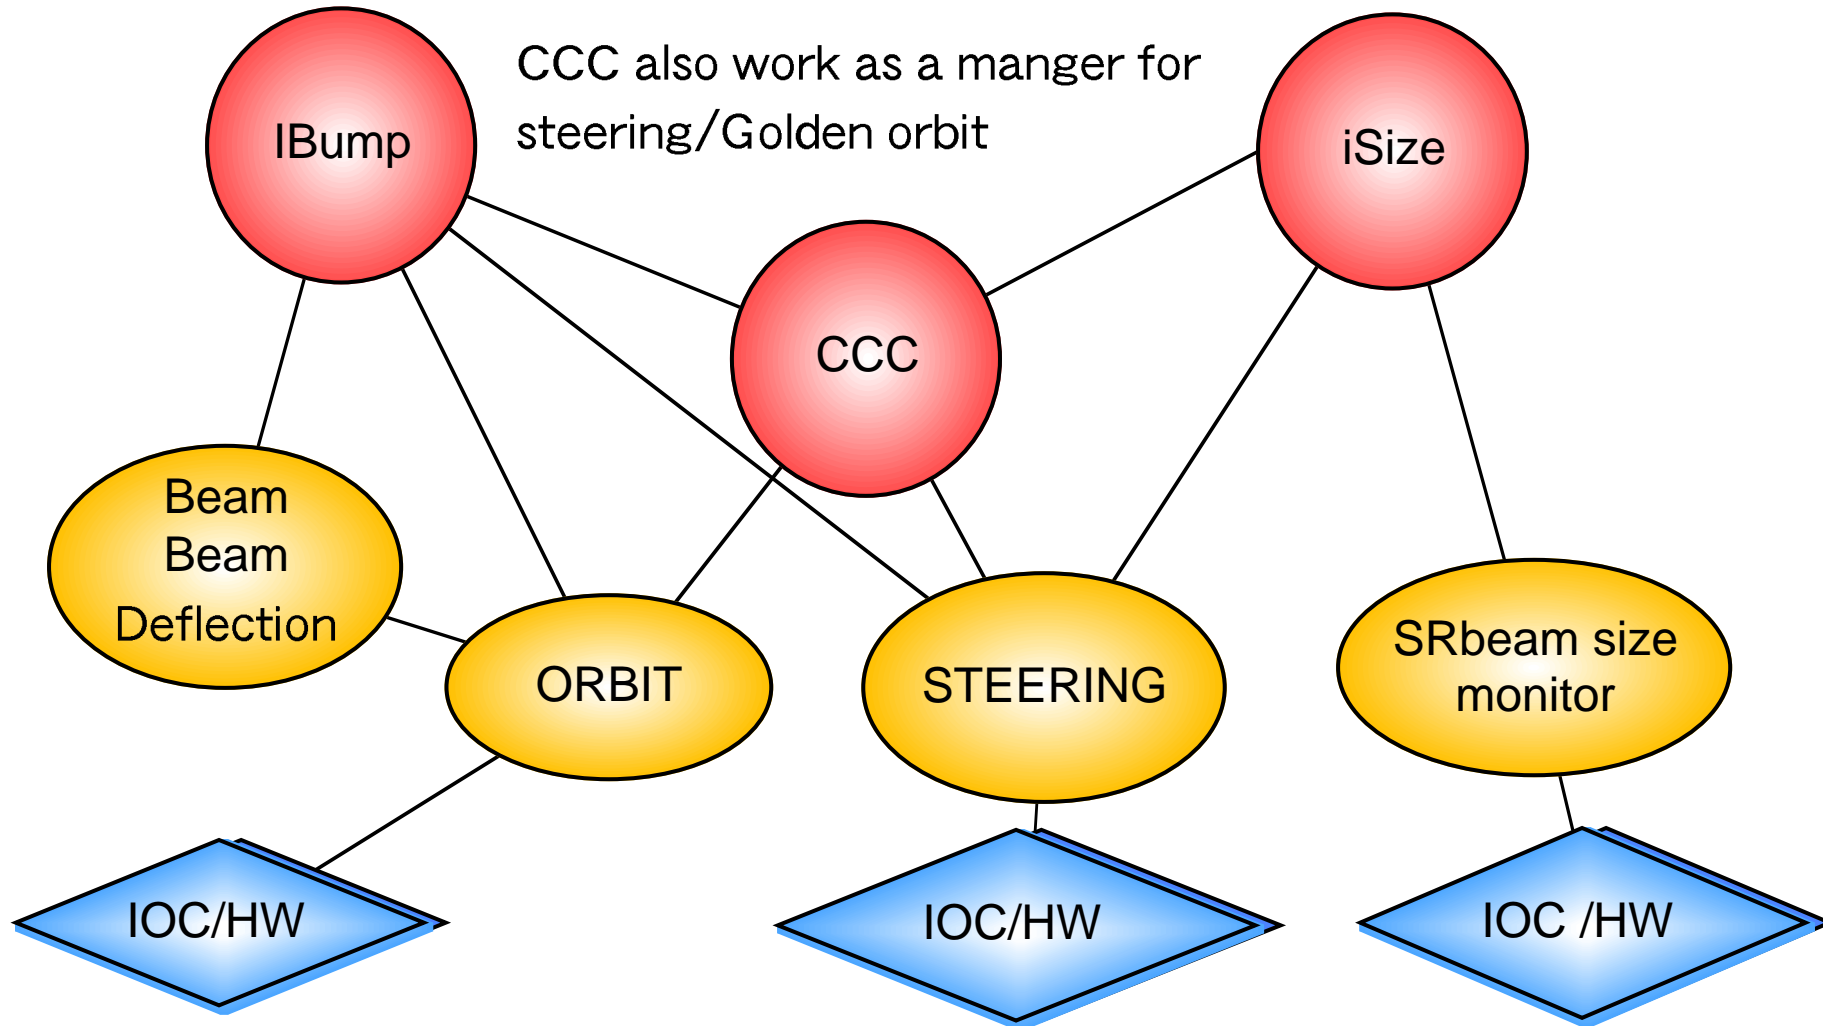 CCC also work as a manger for
steering/Golden orbit
IBump
iSize
CCC
Beam
Beam
Deflection
ORBIT
STEERING
SRbeam size
monitor
IOC/HW
IOC/HW
IOC /HW